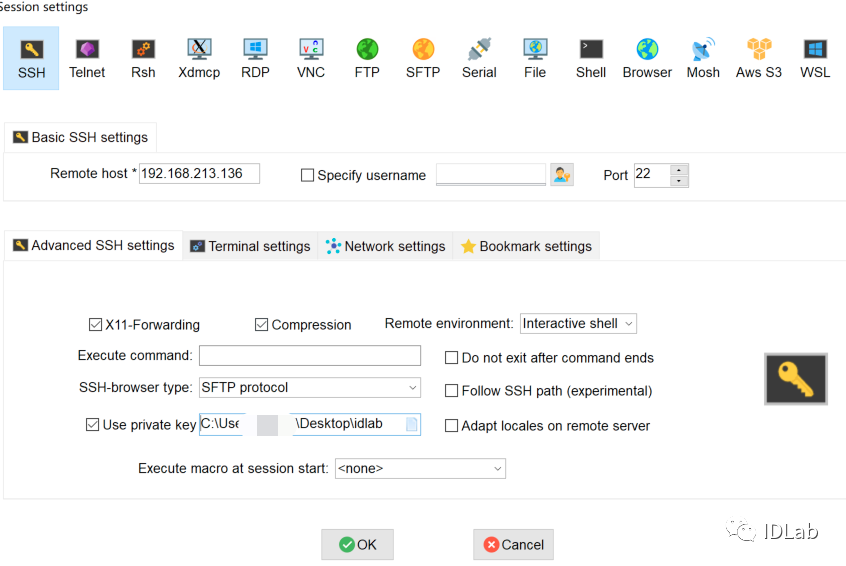 Session settings
SSH Telnet Rsh Xdmcp RDP VNC FTP SFTP Serial File Shell Browser Mosh Aws S3 WSL
Basic SSH settings
Remote host * 192.168.213.136 Specify username Port 22
Advanced SSH settings Terminal settings Network settings Bookmark settings
X11-Forwarding Compression Remote environment: Interactive shell
Execute command: Do not exit after command ends
SSH-browser type: SFTP protocol Follow SSH path (experimental)
Use private key C:\Use \Desktop\idlab Adapt locales on remote server
Execute macro at session start: <none>
OK Cancel
IDLab